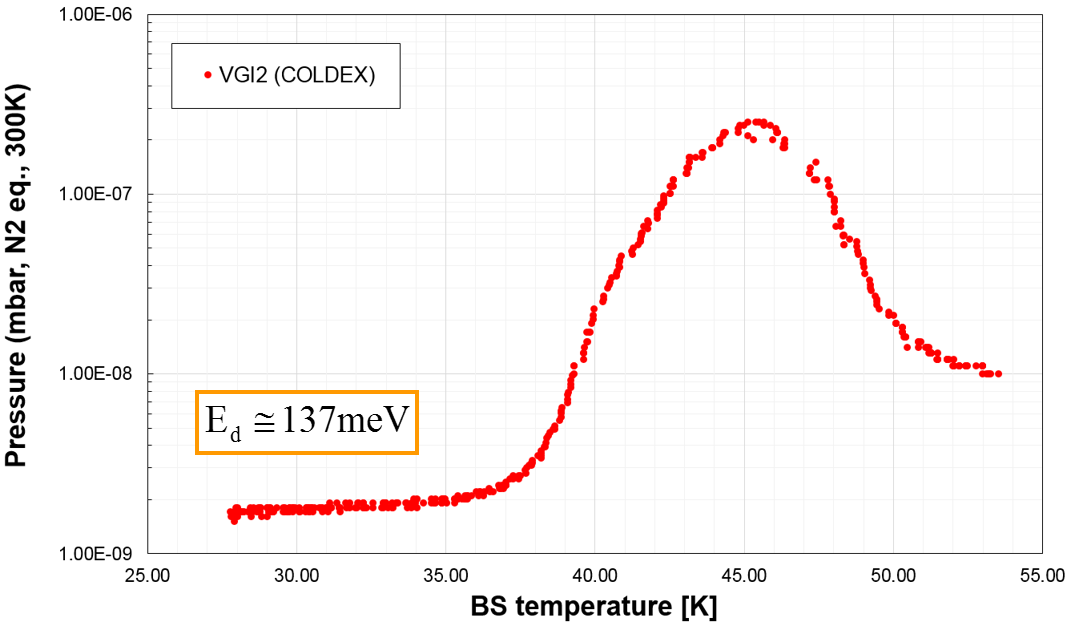 1.00E-06
VGI2 (COLDEX)
1.00E-07
Pressure (mbar, N2 eq., 300K)
1.00E-08
Ed ≅ 137meV
1.00E-09
25.00 30.00 35.00 40.00 45.00 50.00 55.00
BS temperature [K]